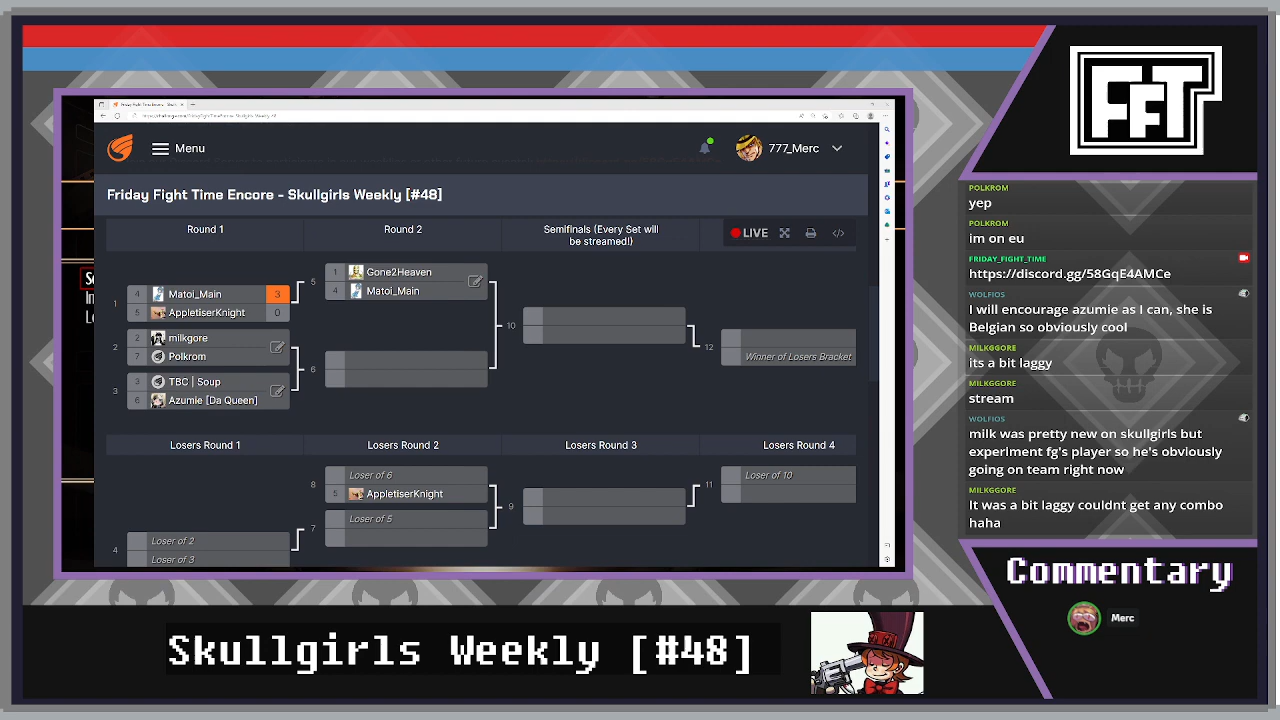 FFT
Friday Fight Time Encore - Skullg
Menu
777_Merc
Friday Fight Time Encore - Skullgirls Weekly [#48]
Round 1
Round 2
Semifinals (Every Set will
be streamed!)
LIVE
1
4 Matoi_Main 3
5 AppletiserKnight 0
2
2 milkgore
7 Polkrom
3
3 TBC | Soup
6 Azumie [Da Queen]
5
1 Gone2Heaven
4 Matoi_Main
6
10
12
Winner of Losers Bracket
Losers Round 1
Losers Round 2
Losers Round 3
Losers Round 4
4
Loser of 2
Loser of 3
8
Loser of 6
5 AppletiserKnight
7
Loser of 5
9
11
Loser of 10
POLKROM
yep
POLKROM
im on eu
FRIDAY_FIGHT_TIME
https://discord.gg/58GqE4AMCe
WOLFIOS
I will encourage azumie as I can, she is
Belgian so obviously cool
MILKGGORE
its a bit laggy
MILKGGORE
stream
WOLFIOS
milk was pretty new on skullgirls but
experiment fg's player so he's obviously
going on team right now
MILKGGORE
It was a bit laggy couldnt get any combo
haha
Commentary
Merc
Skullgirls Weekly [#48]